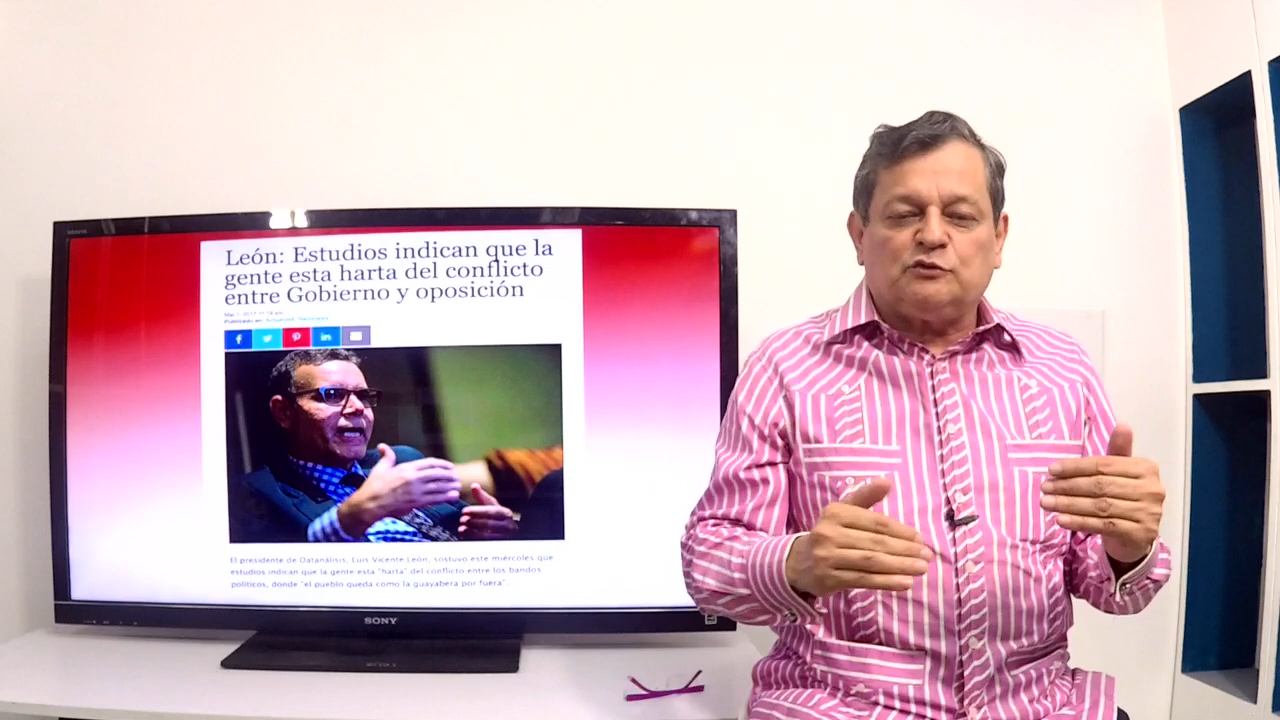 León: Estudios indican que la
gente esta harta del conflicto
entre Gobierno y oposición
El presidente de Datanálisis, Luis Vicente León, sostuvo este miércoles que
estudios indican que la gente esta "harta" del conflicto entre los bandos
políticos, donde "el pueblo queda como la guayabera por fuera".
SONY